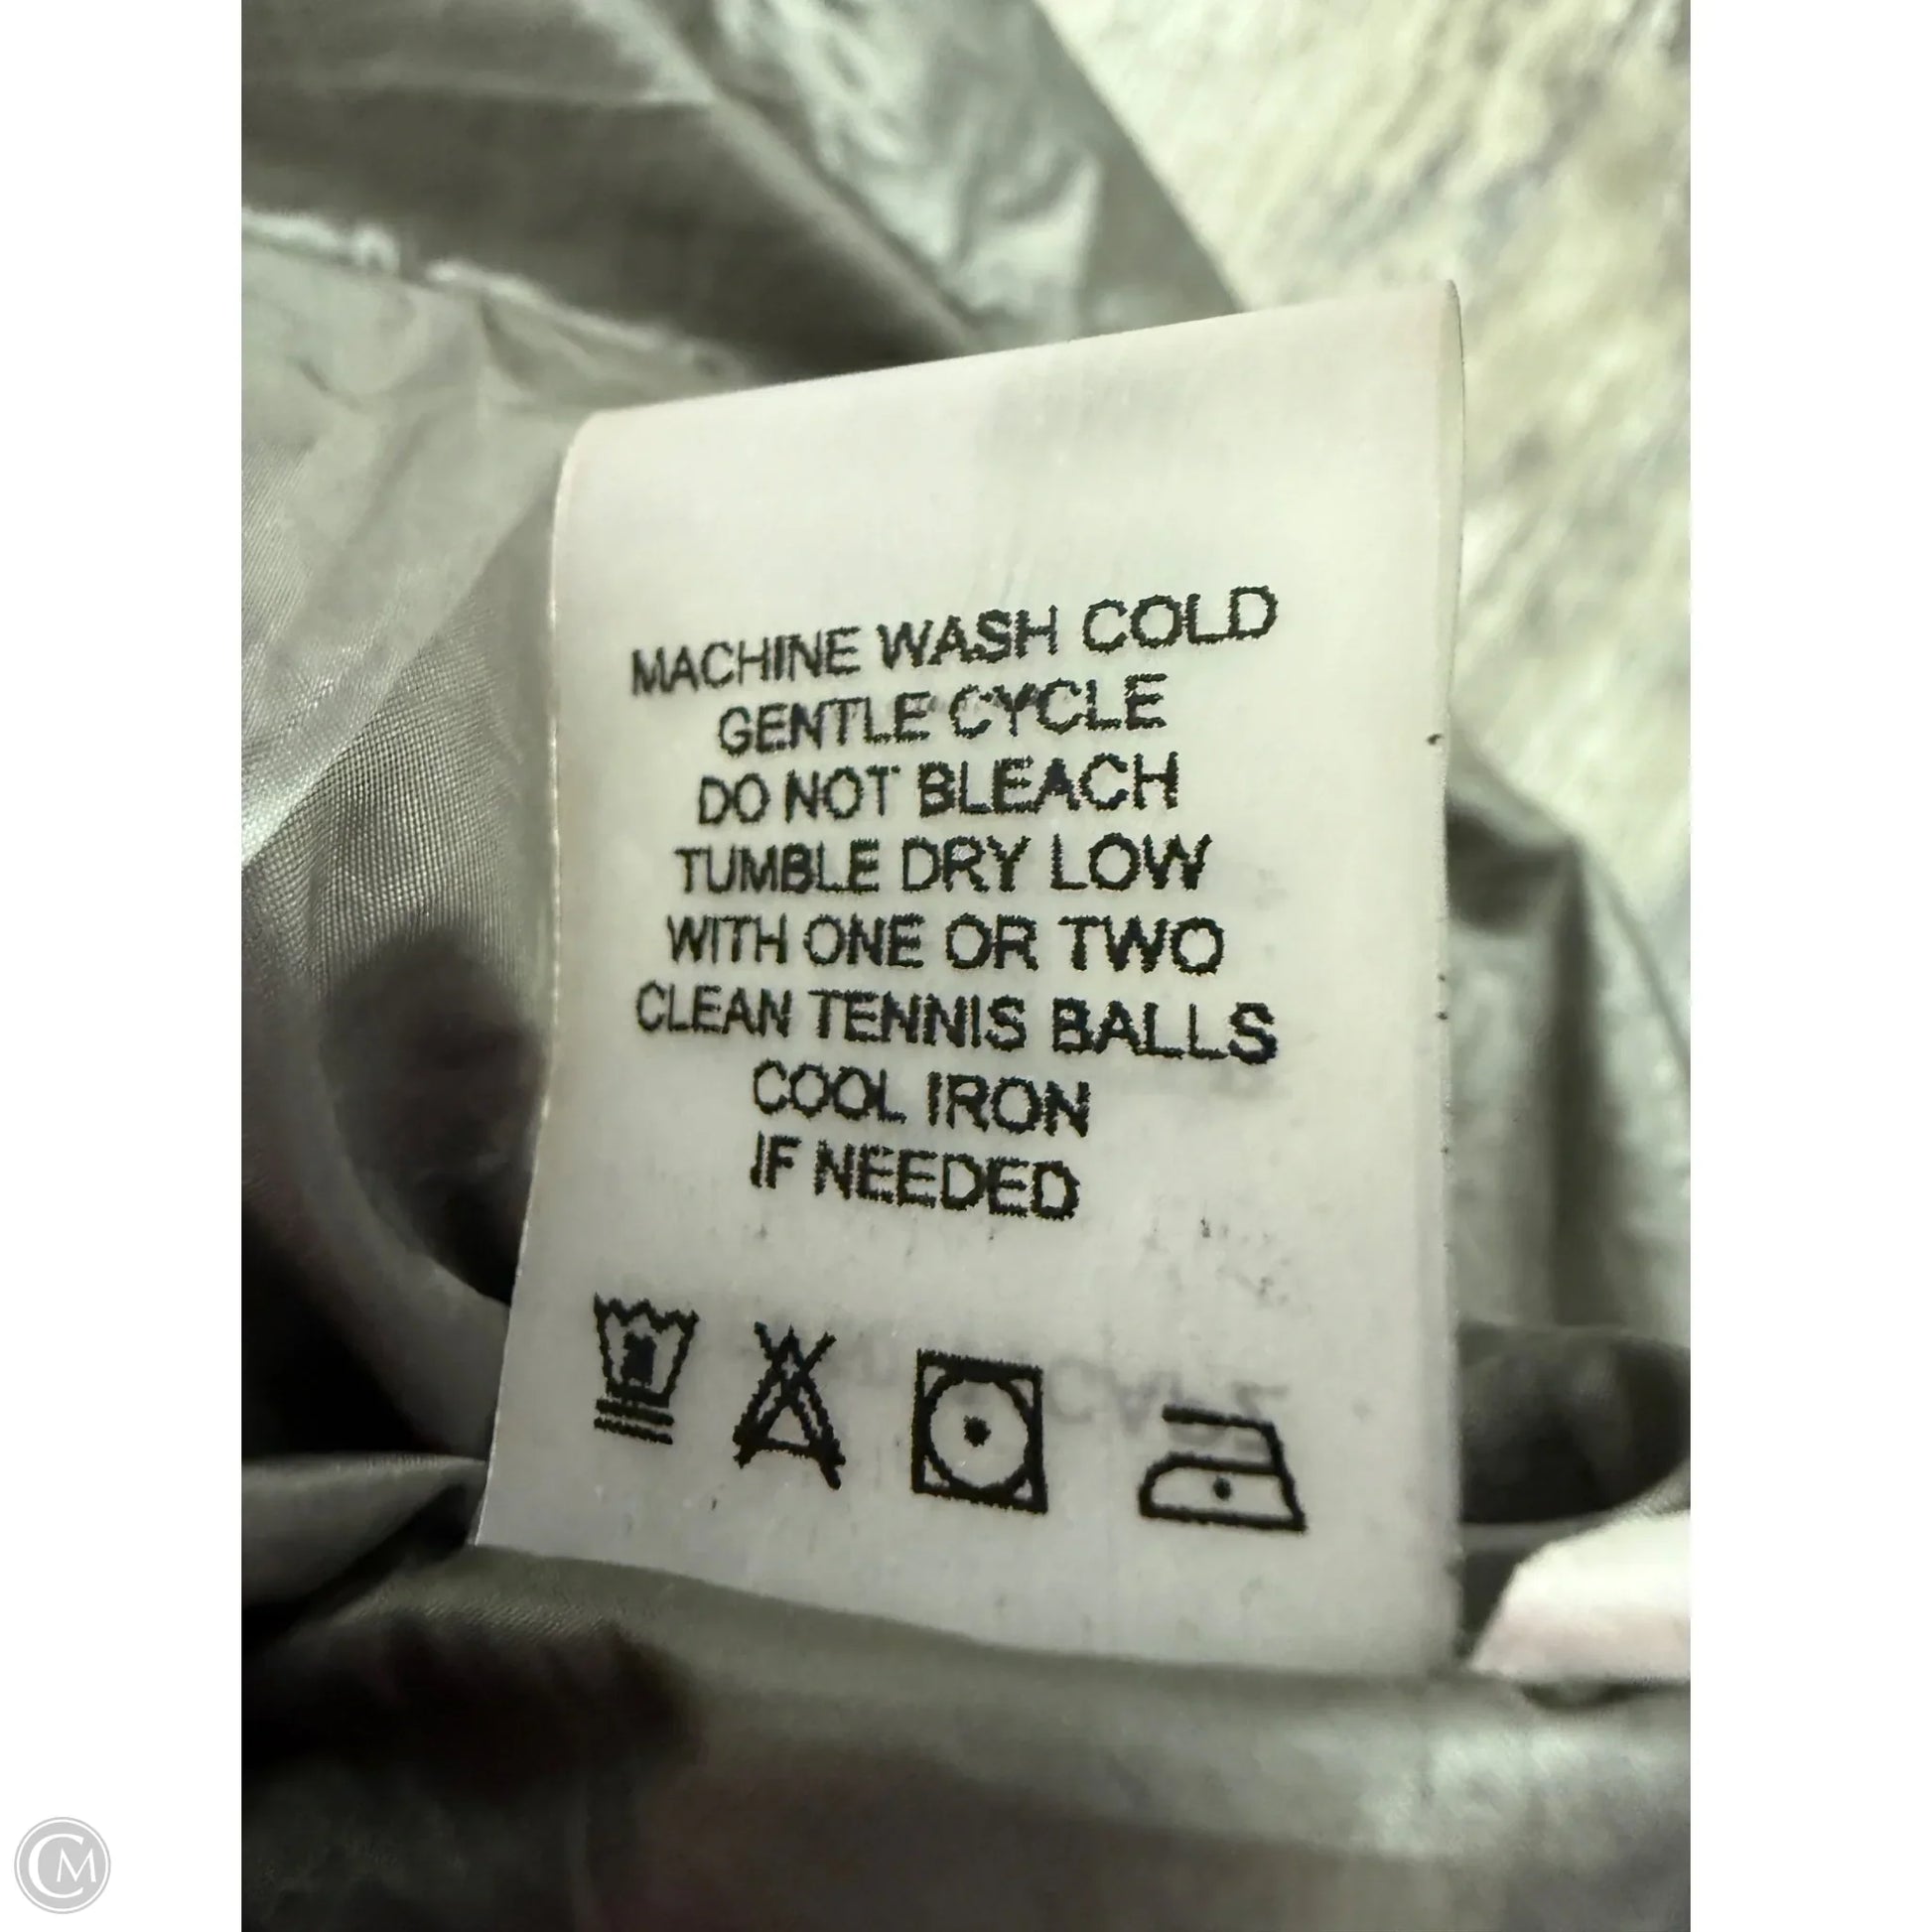 MACHINE WASH COLD
GENTLE CYCLE
DO NOT BLEACH
TUMBLE DRY LOW
WITH ONE OR TWO
CLEAN TENNIS BALLS
COOL IRON
IF NEEDED
CM